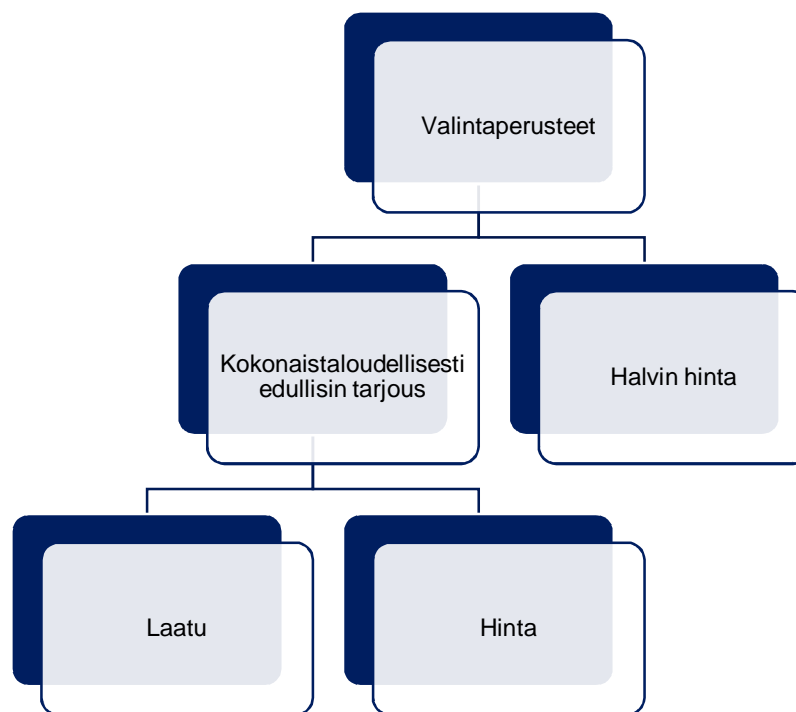 Valintaperusteet
Kokonaistaloudellisesti
edullisin tarjous
Halvin hinta
Laatu
Hinta